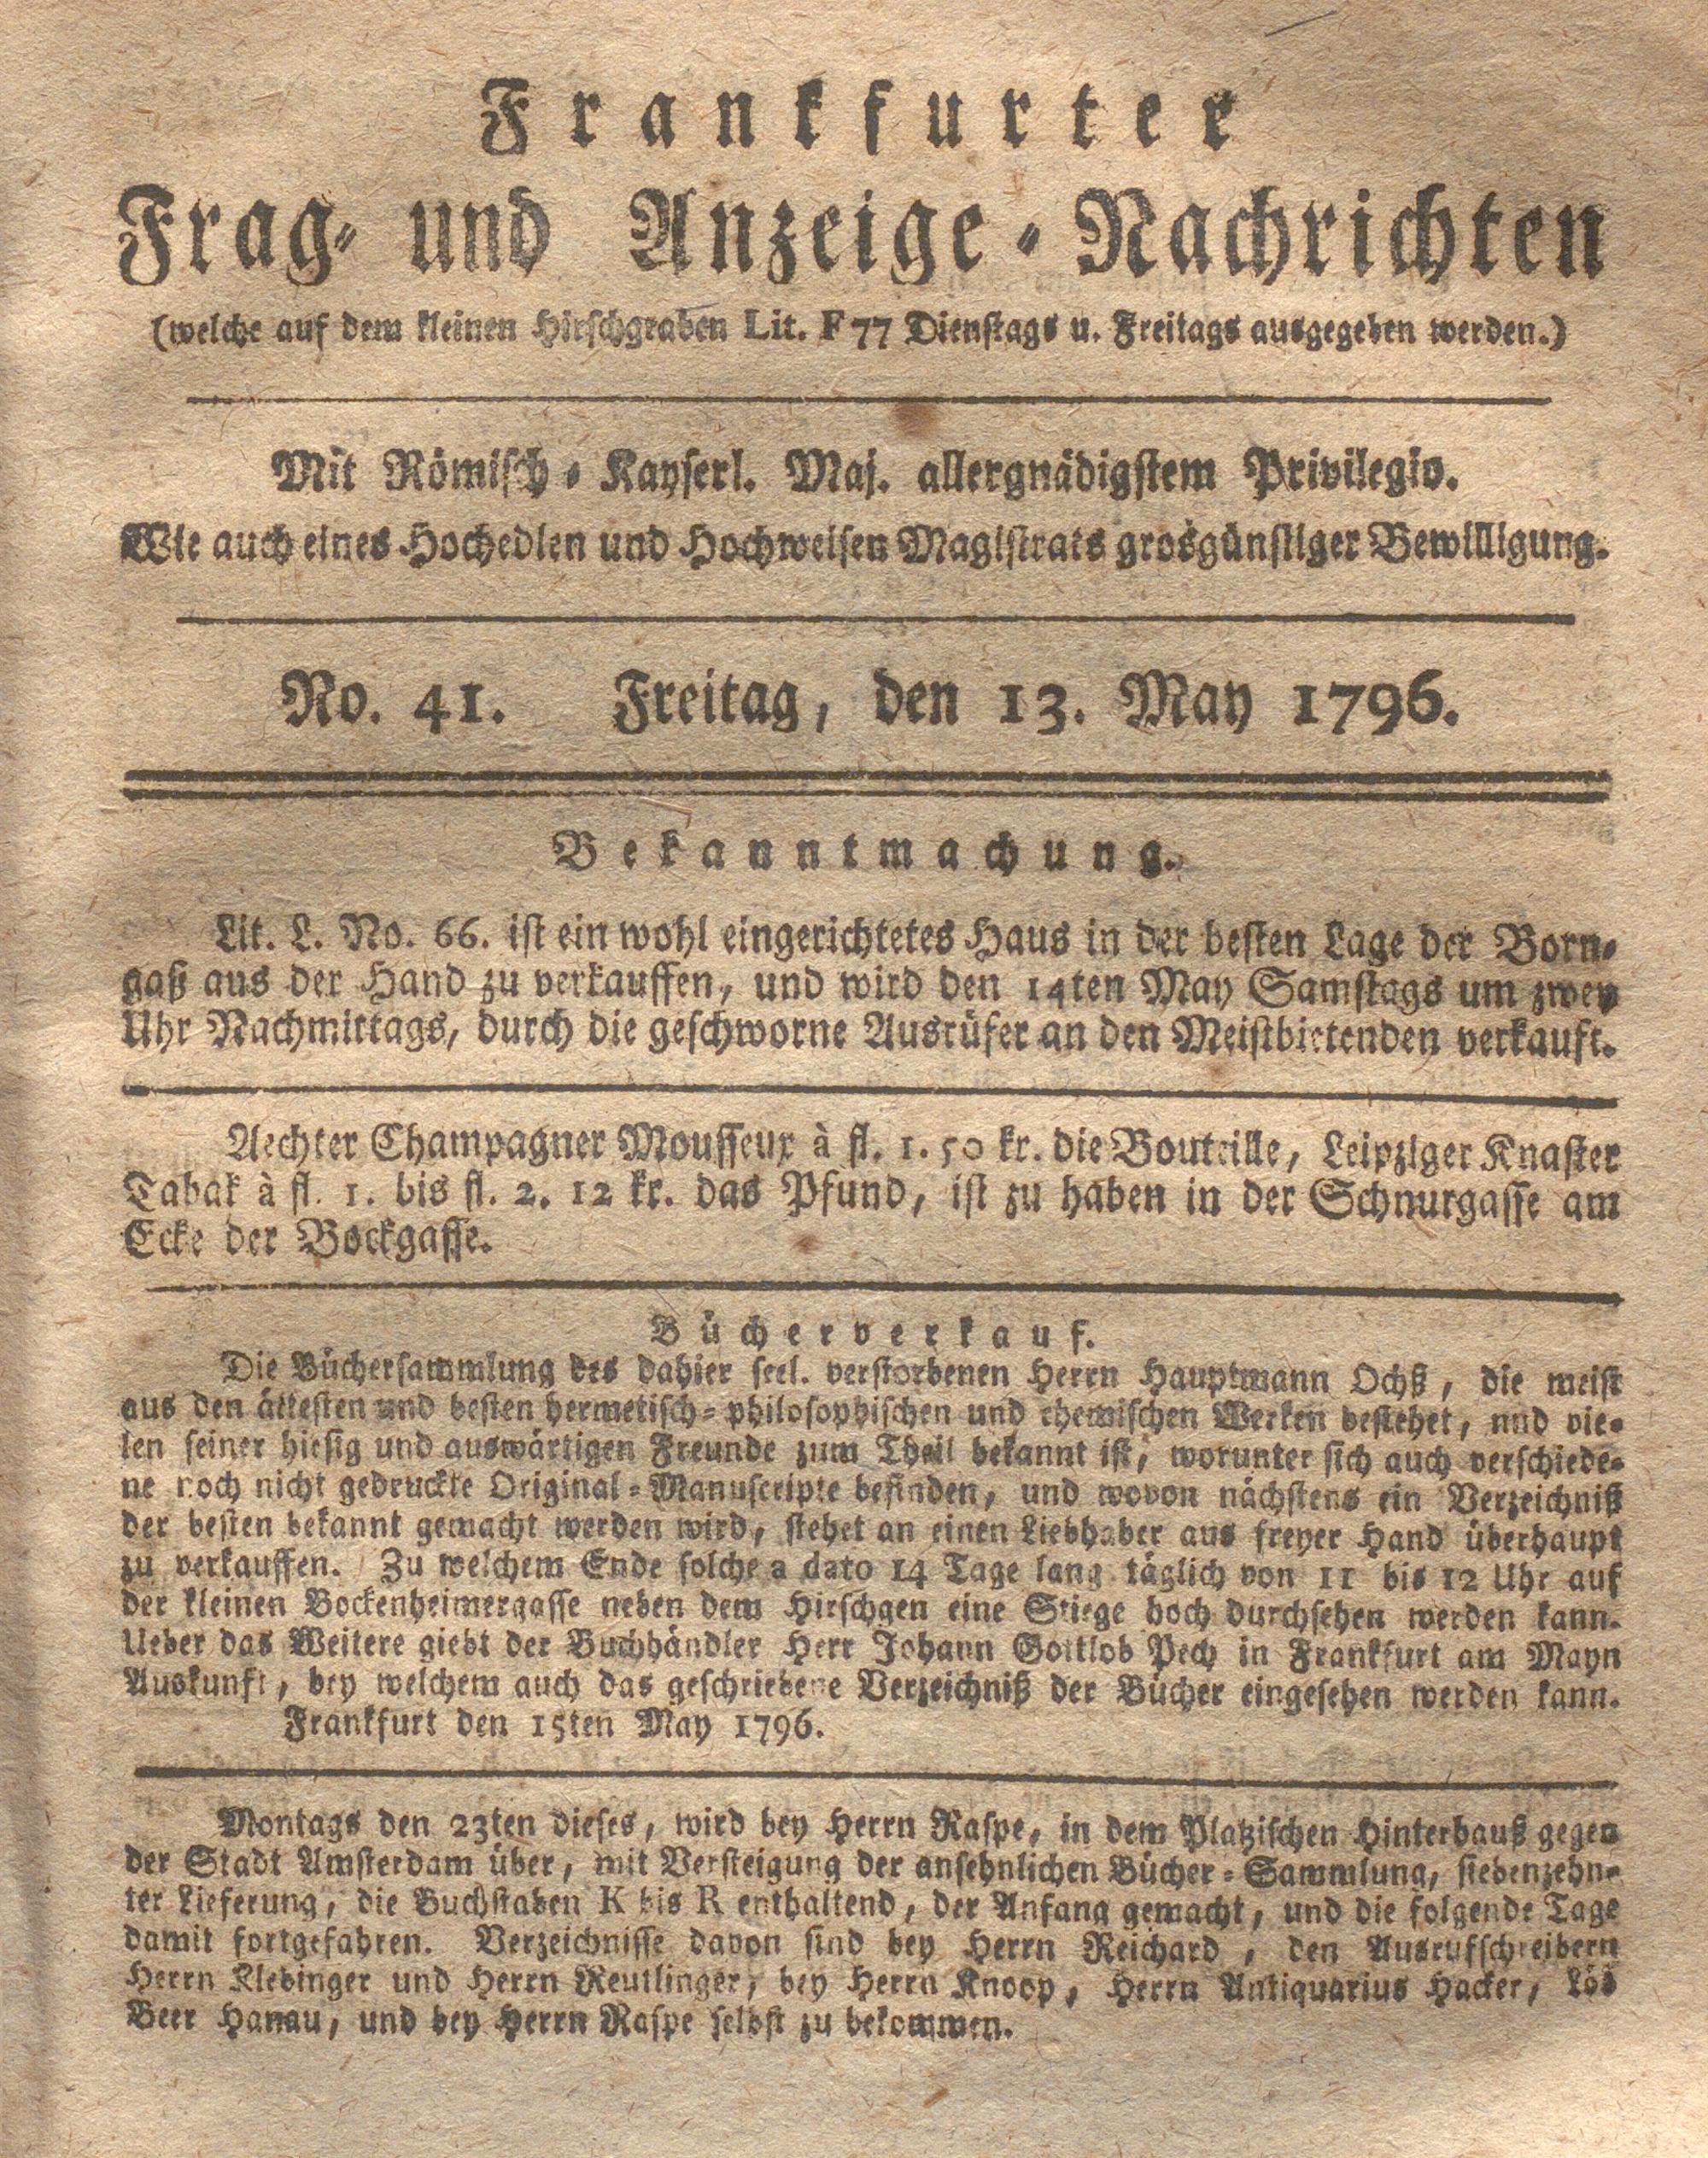 Frankfurter
Frag- und Anzeige-Nachrichten
(welche auf dem kleinen Hirschgraben Lit. F 77 Dienstags u. Freitags ausgegeben werden.)
Mit Römisch-Kayserl. Maj. allergnädigstem Privilegio.
Wie auch eines Hochedlen und Hochweisen Magistrats grosgünstiger Bewilligung.
No. 41. Freitag, den 13. May 1796.
Bekanntmachung.
Lit. L. No. 66. ist ein wohl eingerichtetes Haus in der besten Lage der Born-
gaß aus der Hand zu verkauffen, und wird den 14ten May Samstags um zwey
Uhr Nachmittags, durch die geschworne Ausrüfer an den Meistbietenden verkauft.
Aechter Champagner Mousseux à fl. 1. 50 kr. die Bouteille, Leipziger Knaster
Tabak à fl. 1. bis fl. 2. 12 kr. das Pfund, ist zu haben in der Schnurgasse am
Ecke der Bockgasse.
Bücherverkauf.
Die Büchersammlung des dahier seel. verstorbenen Herrn Hauptmann Ochß, die meist
aus den ältesten und besten hermetisch-philosophischen und chemischen Werken bestehet, nnd vie-
len seiner hiesig und auswärtigen Freunde zum Theil bekannt ist, worunter sich auch verschiede-
ne noch nicht gedruckte Original-Manuscripte befinden, und wovon nächstens ein Verzeichniß
der besten bekannt gemacht werden wird, stehet an einen Liebhaber aus freyer Hand überhaupt
zu verkauffen. Zu welchem Ende solche a dato 14 Tage lang täglich von 11 bis 12 Uhr auf
der kleinen Bockenheimergasse neben dem Hirschgen eine Stiege hoch durchsehen werden kann.
Ueber das Weitere giebt der Buchhändler Herr Johann Gottlob Pech in Frankfurt am Mayn
Auskunft, bey welchem auch das geschriebene Verzeichniß der Bücher eingesehen werden kann.
Frankfurt den 15ten May 1796.
Montags den 23ten dieses, wird bey Herrn Raspe, in dem Platzischen Hinterhauß gegen
der Stadt Amsterdam über, mit Versteigung der ansehnlichen Bücher-Sammlung, siebenzehn-
ter Lieferung, die Buchstaben K bis R enthaltend, der Anfang gemacht, und die folgende Tage
damit fortgefahren. Verzeichnisse davon sind bey Herrn Reichard, den Ausrufschreibern
Herrn Klebinger und Herrn Reutlinger, bey Herrn Knoop, Herrn Antiquarius Hacker, Löb
Beer Hanau, und bey Herrn Raspe selbst zu bekommen.